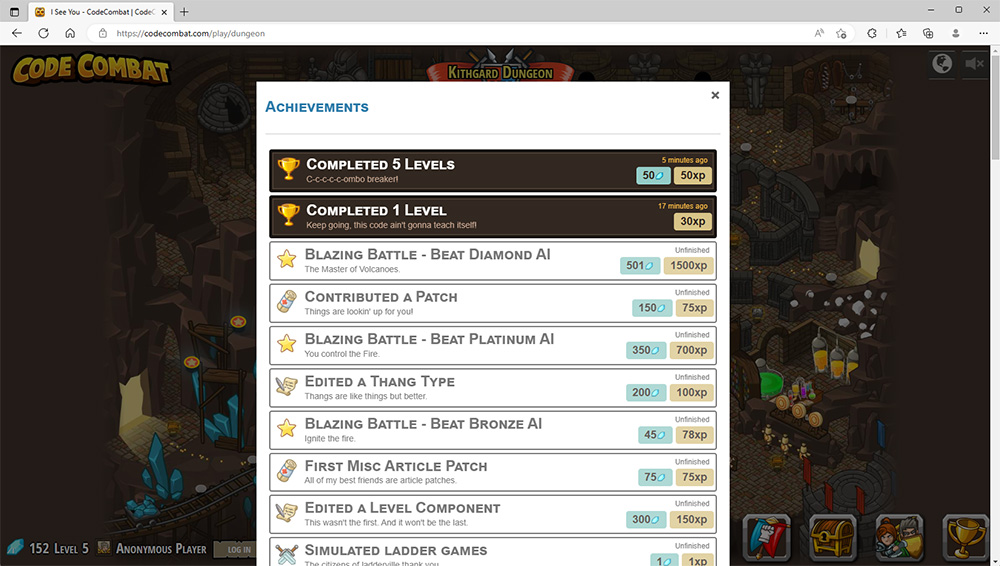 I See You - CodeCombat | CodeC
https://codecombat.com/play/dungeon
CODE COMBAT
KITHGARD DUNGEON
ACHIEVEMENTS
COMPLETED 5 LEVELS
5 minutes ago
C-c-c-c-c-ombo breaker!
50
50xp
COMPLETED 1 LEVEL
17 minutes ago
Keep going, this code ain't gonna teach itself!
30xp
BLAZING BATTLE - BEAT DIAMOND AI
Unfinished
The Master of Volcanoes.
501
1500xp
CONTRIBUTED A PATCH
Unfinished
Things are lookin' up for you!
150
75xp
BLAZING BATTLE - BEAT PLATINUM AI
Unfinished
You control the Fire.
350
700xp
EDITED A THANG TYPE
Unfinished
Thangs are like things but better.
200
100xp
BLAZING BATTLE - BEAT BRONZE AI
Unfinished
Ignite the fire.
45
78xp
FIRST MISC ARTICLE PATCH
Unfinished
All of my best friends are article patches.
75
75xp
EDITED A LEVEL COMPONENT
Unfinished
This wasn't the first. And it won't be the last.
300
150xp
SIMULATED LADDER GAMES
Unfinished
The citizens of ladderville thank you.
1
1xp
152 LEVEL 5
ANONYMOUS PLAYER
LOG IN